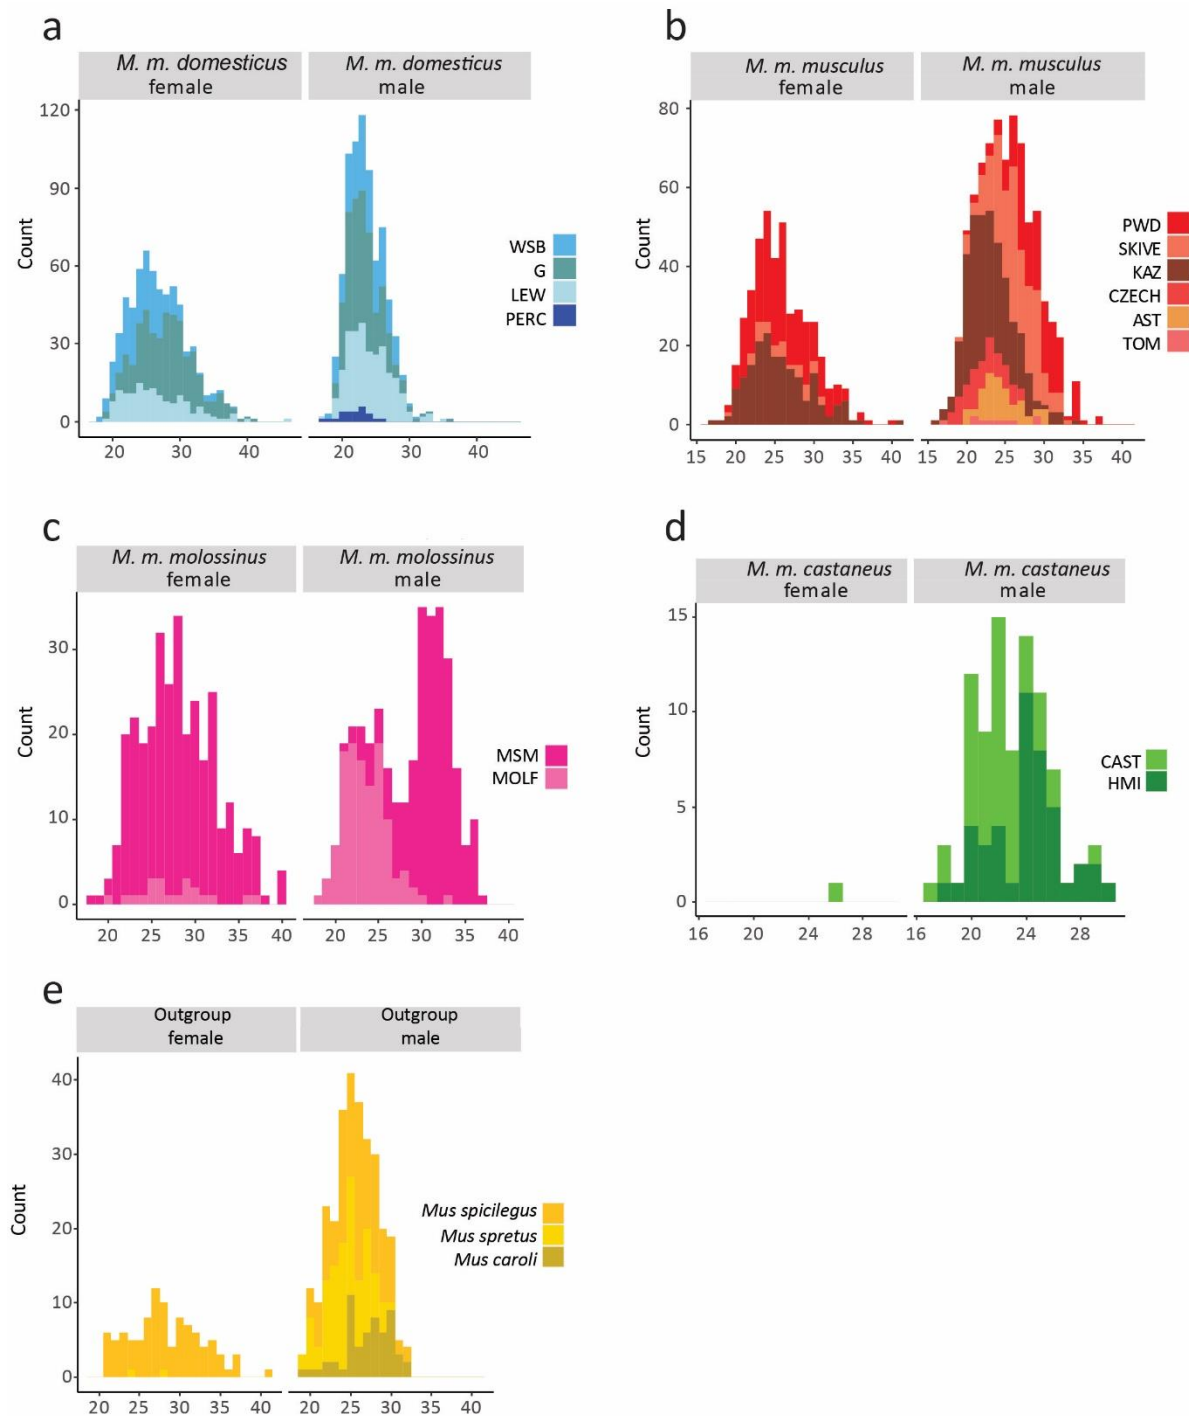 a
M. m. domesticus
female
M. m. domesticus
male
120
90
60
30
0
Count
20 30 40
20 30 40
WSB
G
LEW
PERC
b
M. m. musculus
female
M. m. musculus
male
80
60
40
20
0
Count
15 20 25 30 35 40
15 20 25 30 35 40
PWD
SKIVE
KAZ
CZECH
AST
TOM
c
M. m. molossinus
female
M. m. molossinus
male
30
20
10
0
Count
20 25 30 35 40
20 25 30 35 40
MSM
MOLF
d
M. m. castaneus
female
M. m. castaneus
male
15
10
5
0
Count
16 20 24 28
16 20 24 28
CAST
HMI
e
Outgroup
female
Outgroup
male
40
30
20
10
0
Count
20 25 30 35 40
20 25 30 35 40
Mus spicilegus
Mus spretus
Mus caroli